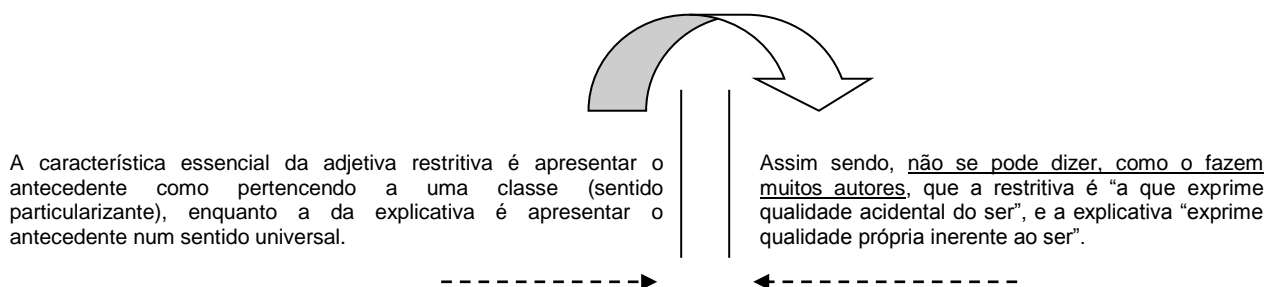 A característica essencial da adjetiva restritiva é apresentar o
antecedente como pertencendo a uma classe (sentido
particularizante), enquanto a da explicativa é apresentar o
antecedente num sentido universal.
Assim sendo, não se pode dizer, como o fazem
muitos autores, que a restritiva é “a que exprime
qualidade acidental do ser”, e a explicativa “exprime
qualidade própria inerente ao ser”.